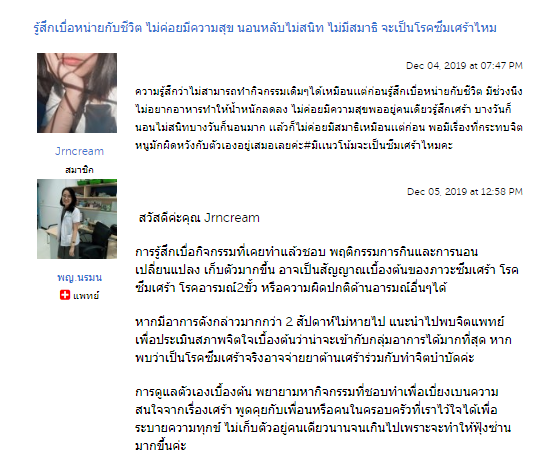 รู้สึกเบื่อหน่ายกับชีวิต ไม่ค่อยมีความสุข นอนหลับไม่สนิท ไม่มีสมาธิ จะเป็นโรคซึมเศร้าไหม
Dec 04, 2019 at 07:47 PM
ความรู้สึกว่าไม่สามารถทำกิจกรรมเดิมๆได้เหมือนแต่ก่อนรู้สึกเบื่อหน่ายกับชีวิต มีช่วงนึง
ไม่อยากอาหารทำให้น้ำหนักลดลง ไม่ค่อยมีความสุขพออยู่คนเดียวรู้สึกเศร้า บางวันก็
นอนไม่สนิทบางวันก็นอนมาก แล้วก็ไม่ค่อยมีสมาธิเหมือนแต่ก่อน พอมีเรื่องที่กระทบจิต
หนูมักผิดหวังกับตัวเองอยู่เสมอเลยค่ะ#มีแนวโน้มจะเป็นซึมเศร้าไหมคะ
Jrncream
สมาชิก
Dec 05, 2019 at 12:58 PM
สวัสดีค่ะคุณ Jrncream
การรู้สึกเบื่อกิจกรรมที่เคยทำแล้วชอบ พฤติกรรมการกินและการนอน
เปลี่ยนแปลง เก็บตัวมากขึ้น อาจเป็นสัญญาณเบื้องต้นของภาวะซึมเศร้า โรค
ซึมเศร้า โรคอารมณ์2ขั้ว หรือความผิดปกติด้านอารมณ์อื่นๆได้
พญ.นรมน
แพทย์
หากมีอาการดังกล่าวมากกว่า 2 สัปดาห์ไม่หายไป แนะนำไปพบจิตแพทย์
เพื่อประเมินสภาพจิตใจเบื้องต้นว่าน่าจะเข้ากับกลุ่มอาการใดมากที่สุด หาก
พบว่าเป็นโรคซึมเศร้าจริงอาจจ่ายยาต้านเศร้าร่วมกับทำจิตบำบัดค่ะ
การดูแลตัวเองเบื้องต้น พยายามหากิจกรรมที่ชอบทำเพื่อเบี่ยงเบนความ
สนใจจากเรื่องเศร้า พูดคุยกับเพื่อนหรือคนในครอบครัวที่เราไว้ใจได้เพื่อ
ระบายความทุกข์ ไม่เก็บตัวอยู่คนเดียวนานจนเกินไปเพราะจะทำให้ฟุ้งซ่าน
มากขึ้นค่ะ